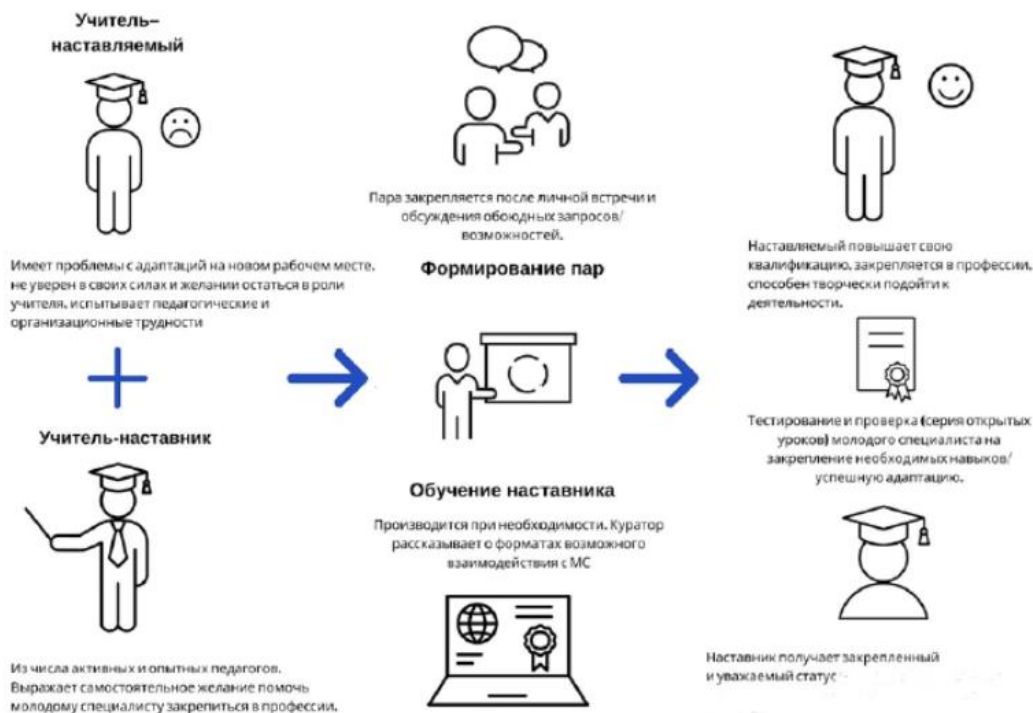 Учитель–
наставляемый
Имеет проблемы с адаптаций на новом рабочем месте,
не уверен в своих силах и желании остаться в роли
учителя, испытывает педагогические и
организационные трудности
Учитель-наставник
Из числа активных и опытных педагогов.
Выражает самостоятельное желание помочь
молодому специалисту закрепиться в профессии.
Пара закрепляется после личной встречи и
обсуждения обоюдных запросов/
возможностей.
Формирование пар
Обучение наставника
Производится при необходимости. Куратор
рассказывает о форматах возможного
взаимодействия с МС
Наставляемый повышает свою
квалификацию, закрепляется в профессии,
способен творчески подойти к
деятельности.
Тестирование и проверка (серия открытых
уроков) молодого специалиста на
закрепление необходимых навыков/
успешную адаптацию.
Наставник получает закрепленный
и уважаемый статус